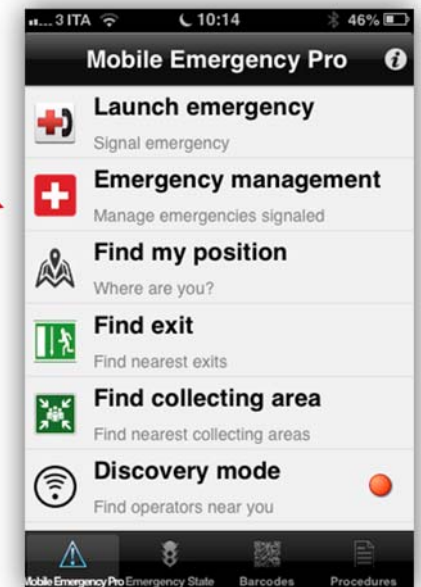 3 ITA 10:14 46%
Mobile Emergency Pro
Launch emergency
Signal emergency
Emergency management
Manage emergencies signaled
Find my position
Where are you?
Find exit
Find nearest exits
Find collecting area
Find nearest collecting areas
Discovery mode
Find operators near you
Mobile Emergency Pro Emergency State Barcodes Procedures